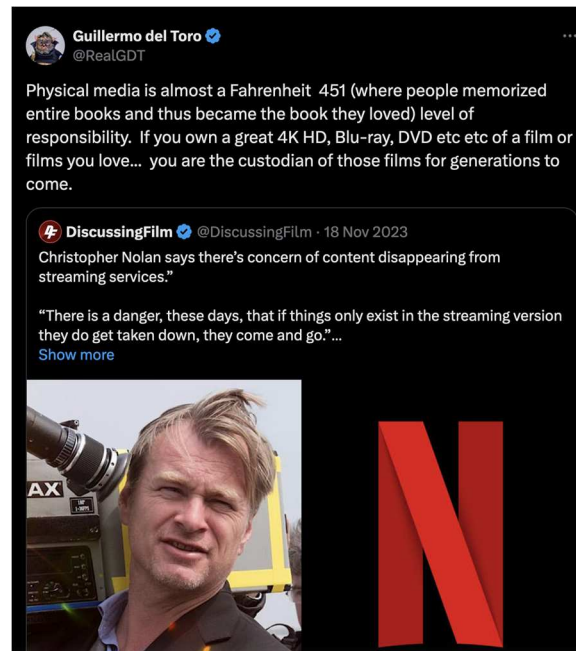 Guillermo del Toro
@RealGDT
Physical media is almost a Fahrenheit 451 (where people memorized
entire books and thus became the book they loved) level of
responsibility. If you own a great 4K HD, Blu-ray, DVD etc etc of a film or
films you love... you are the custodian of those films for generations to
come.
DiscussingFilm @DiscussingFilm · 18 Nov 2023
Christopher Nolan says there’s concern of content disappearing from
streaming services.”
“There is a danger, these days, that if things only exist in the streaming version
they do get taken down, they come and go.”...
Show more
AX
N